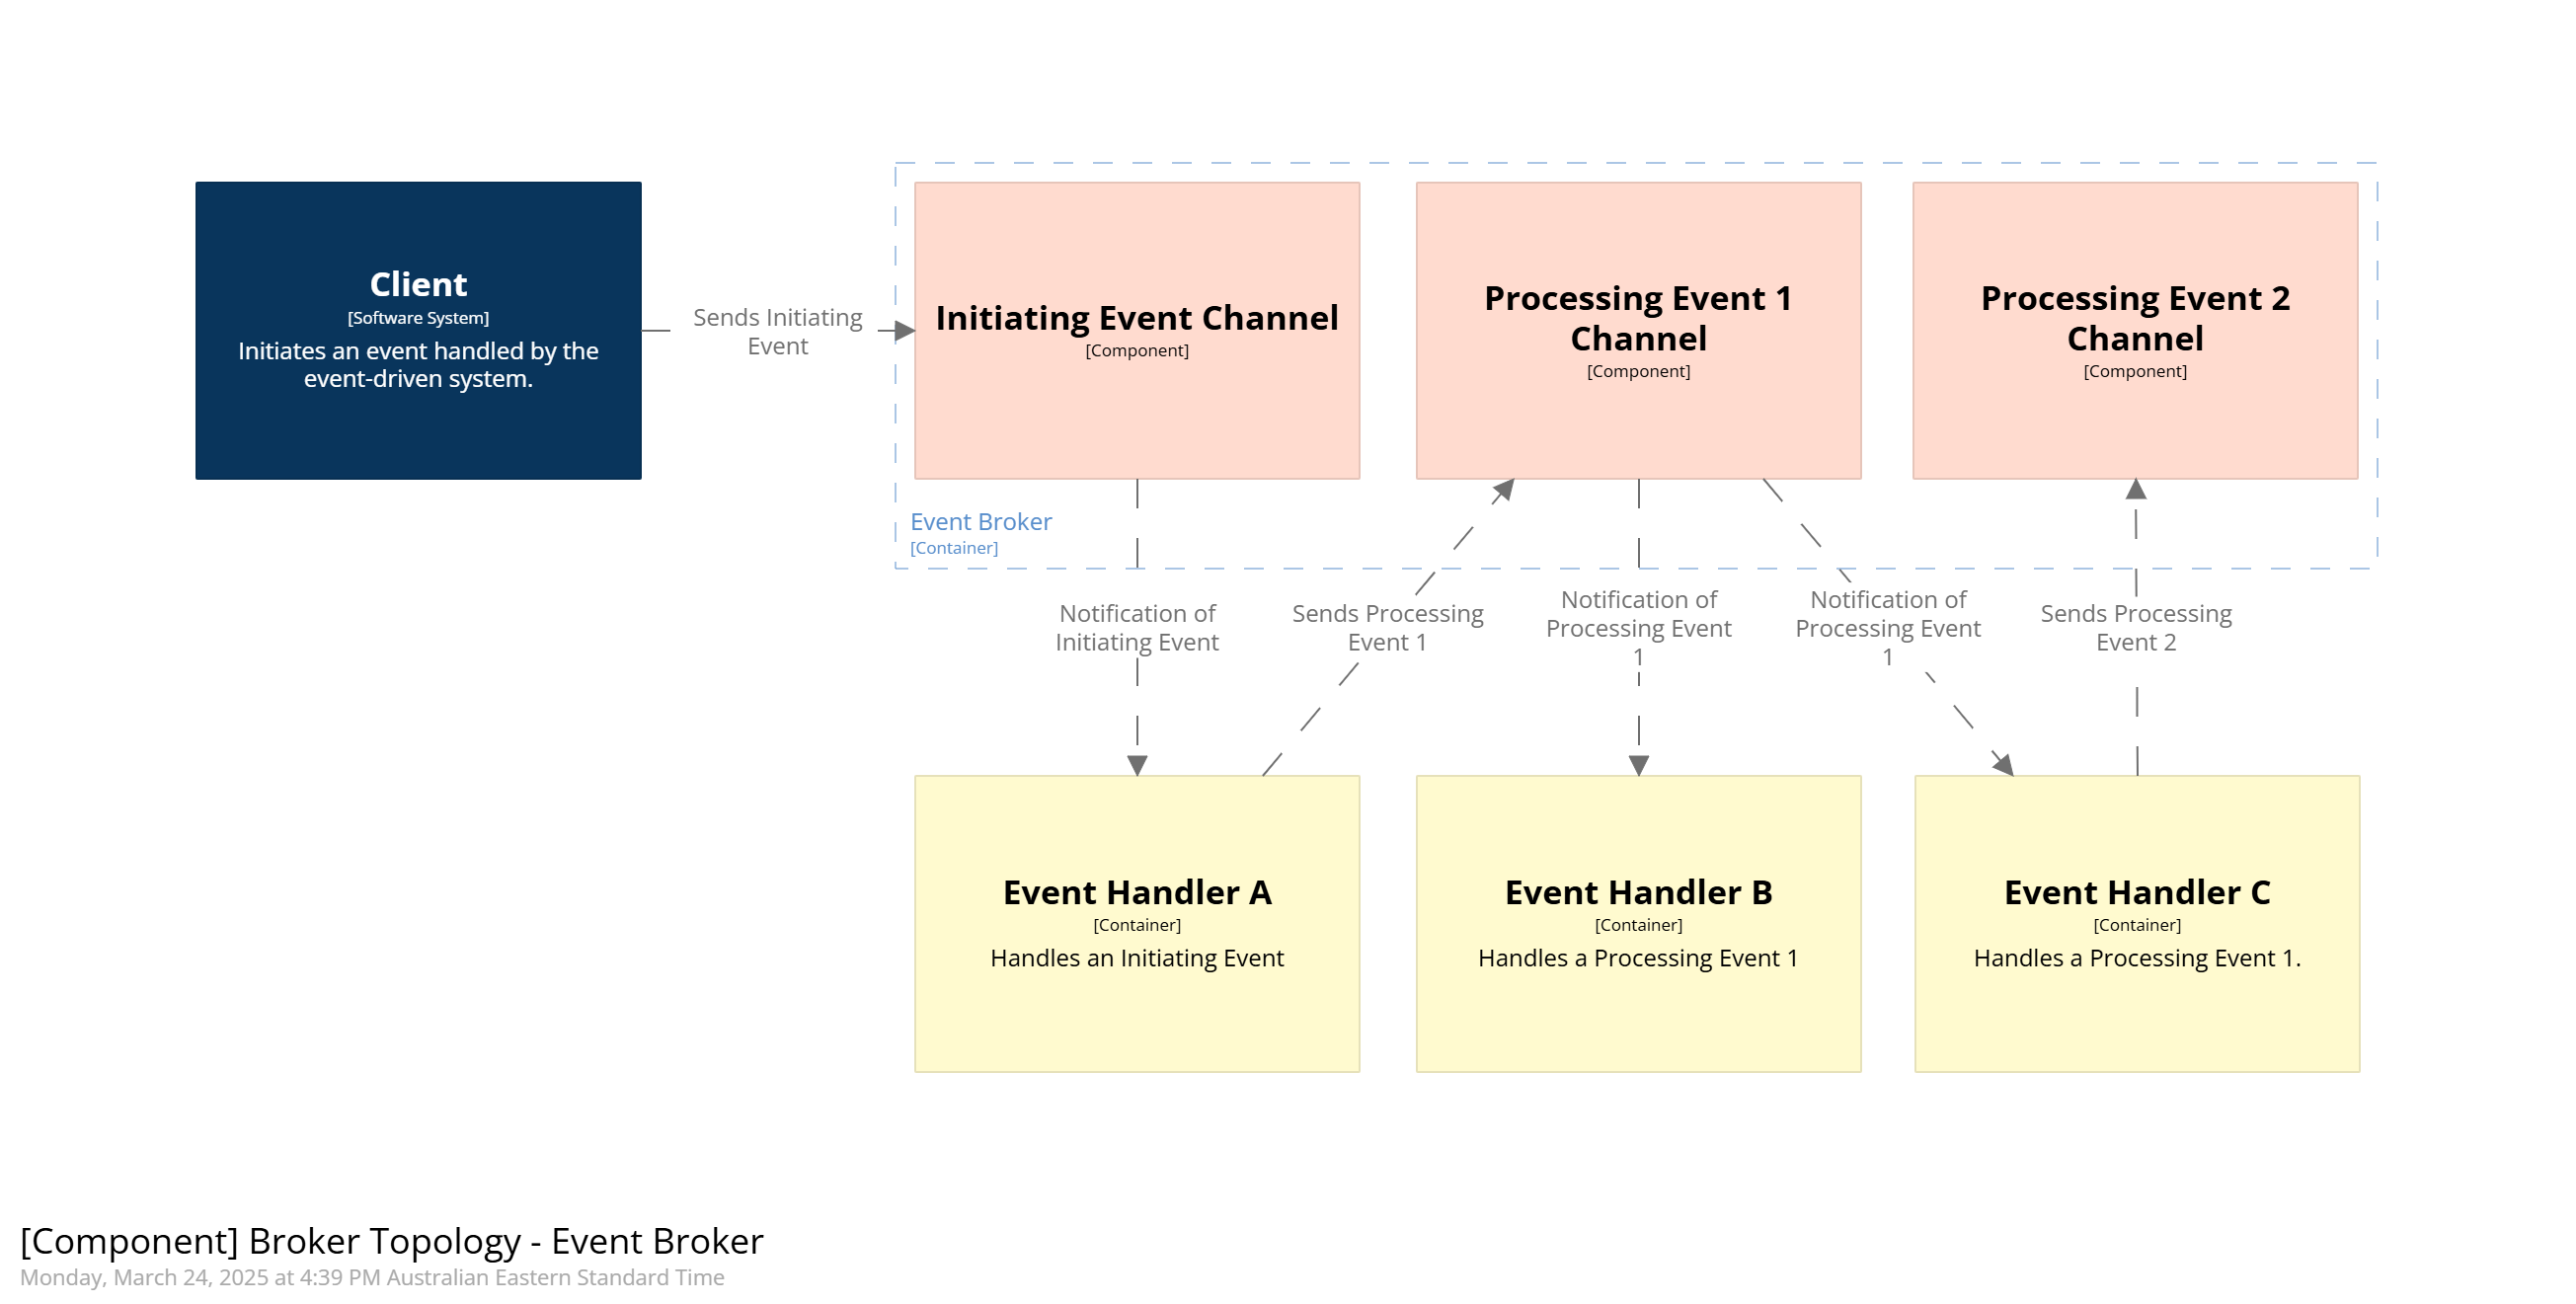 Client
[Software System]
Initiates an event handled by the
event-driven system.
Sends Initiating
Event
Initiating Event Channel
[Component]
Processing Event 1
Channel
[Component]
Processing Event 2
Channel
[Component]
Event Broker
[Container]
Notification of
Initiating Event
Sends Processing
Event 1
Notification of
Processing Event
1
Notification of
Processing Event
1
Sends Processing
Event 2
Event Handler A
[Container]
Handles an Initiating Event
Event Handler B
[Container]
Handles a Processing Event 1
Event Handler C
[Container]
Handles a Processing Event 1.
[Component] Broker Topology - Event Broker
Monday, March 24, 2025 at 4:39 PM Australian Eastern Standard Time